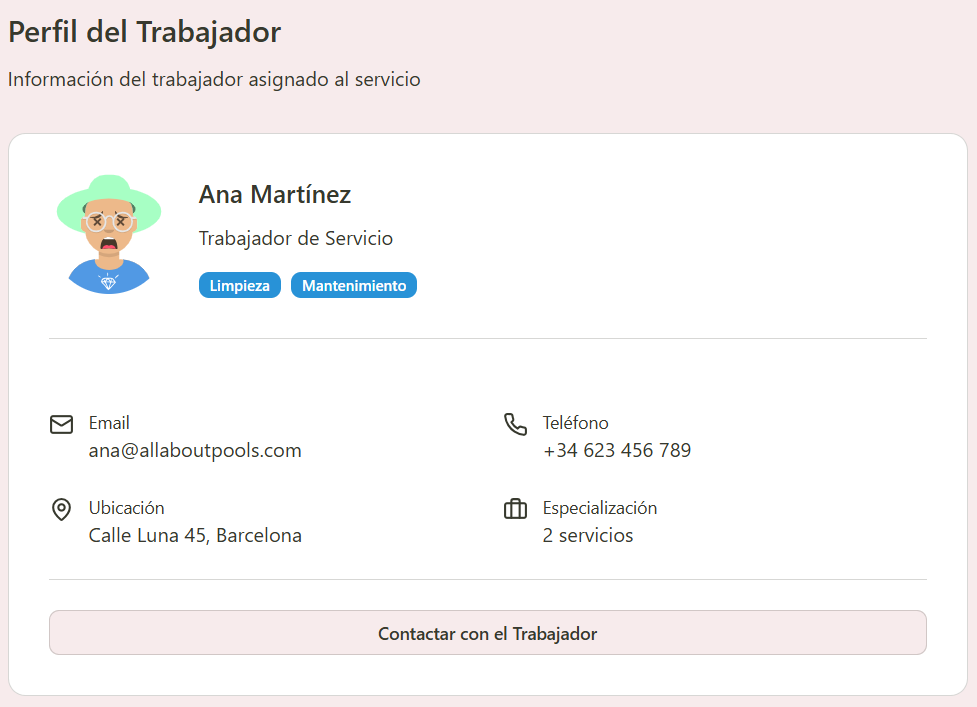 Perfil del Trabajador
Información del trabajador asignado al servicio
Ana Martínez
Trabajador de Servicio
Limpieza Mantenimiento
Email
ana@allaboutpools.com
Teléfono
+34 623 456 789
Ubicación
Calle Luna 45, Barcelona
Especialización
2 servicios
Contactar con el Trabajador